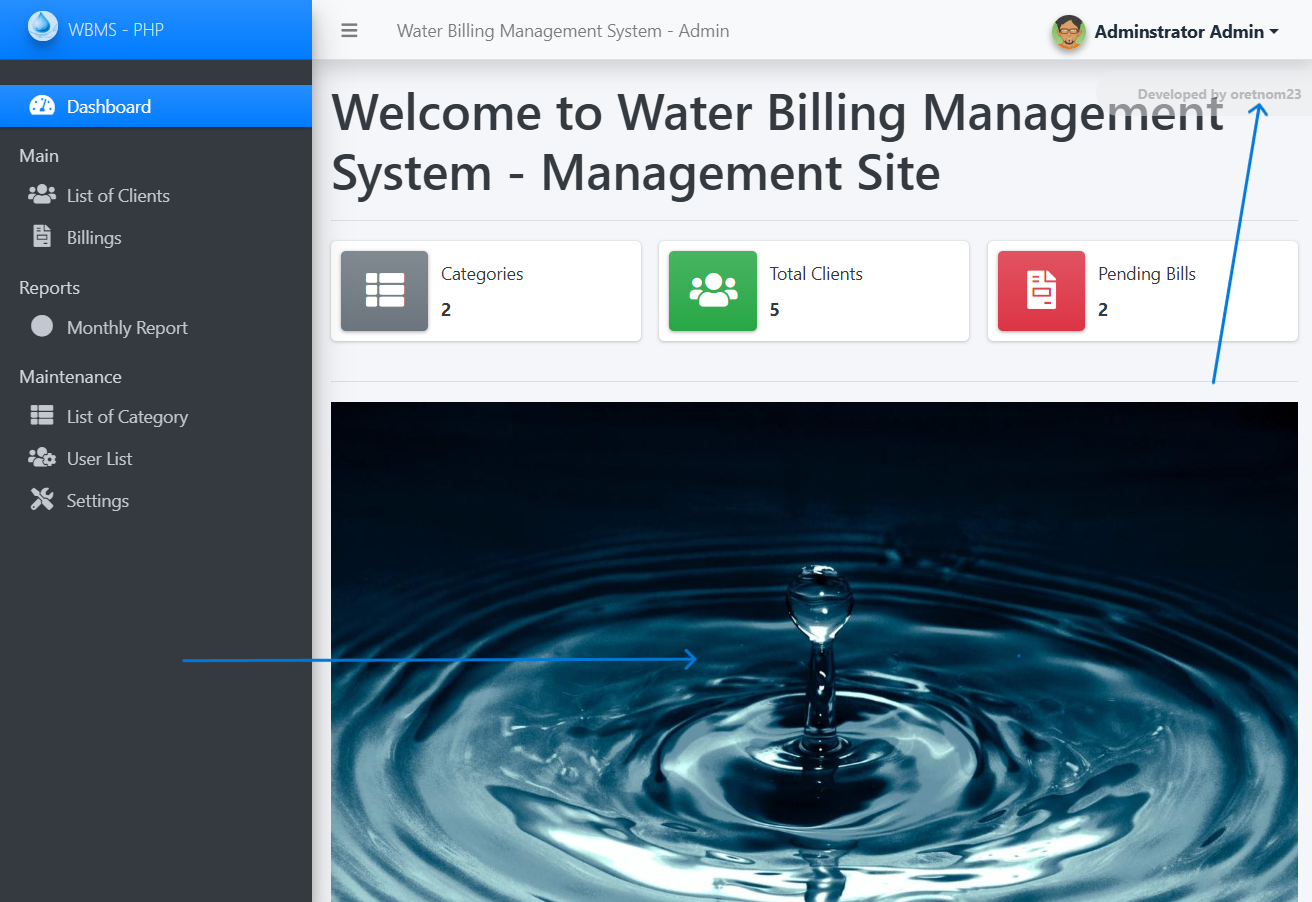 WBMS - PHP
Water Billing Management System - Admin
Adminstrator Admin
Dashboard
Main
List of Clients
Billings
Reports
Monthly Report
Maintenance
List of Category
User List
Settings
Developed by oretnom23
Welcome to Water Billing Management
System - Management Site
Categories
2
Total Clients
5
Pending Bills
2